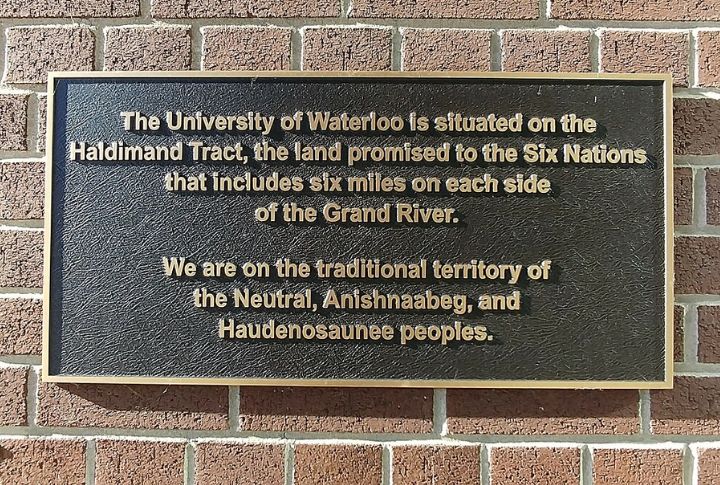 The University of Waterloo is situated on the
Haldimand Tract, the land promised to the Six Nations
that includes six miles on each side
of the Grand River.
We are on the traditional territory of
the Neutral, Anishnaabeg, and
Haudenosaunee peoples.